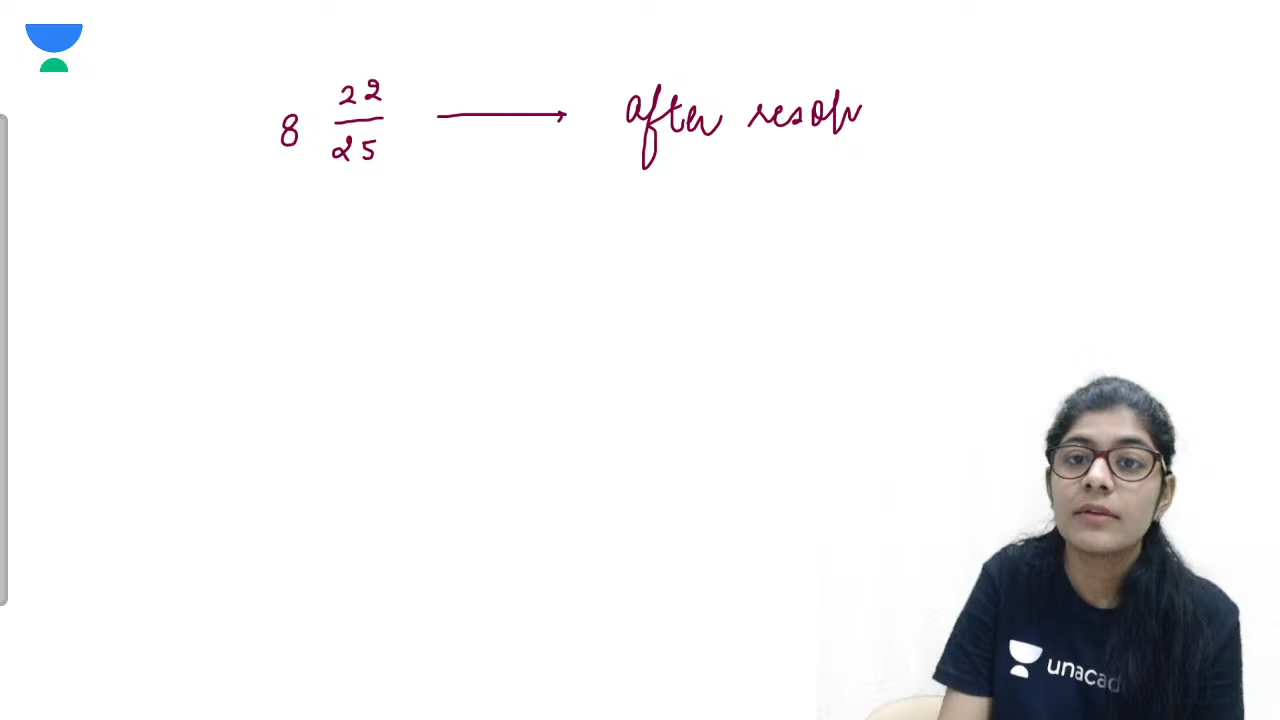 8 22/25 → after resolv
unacad